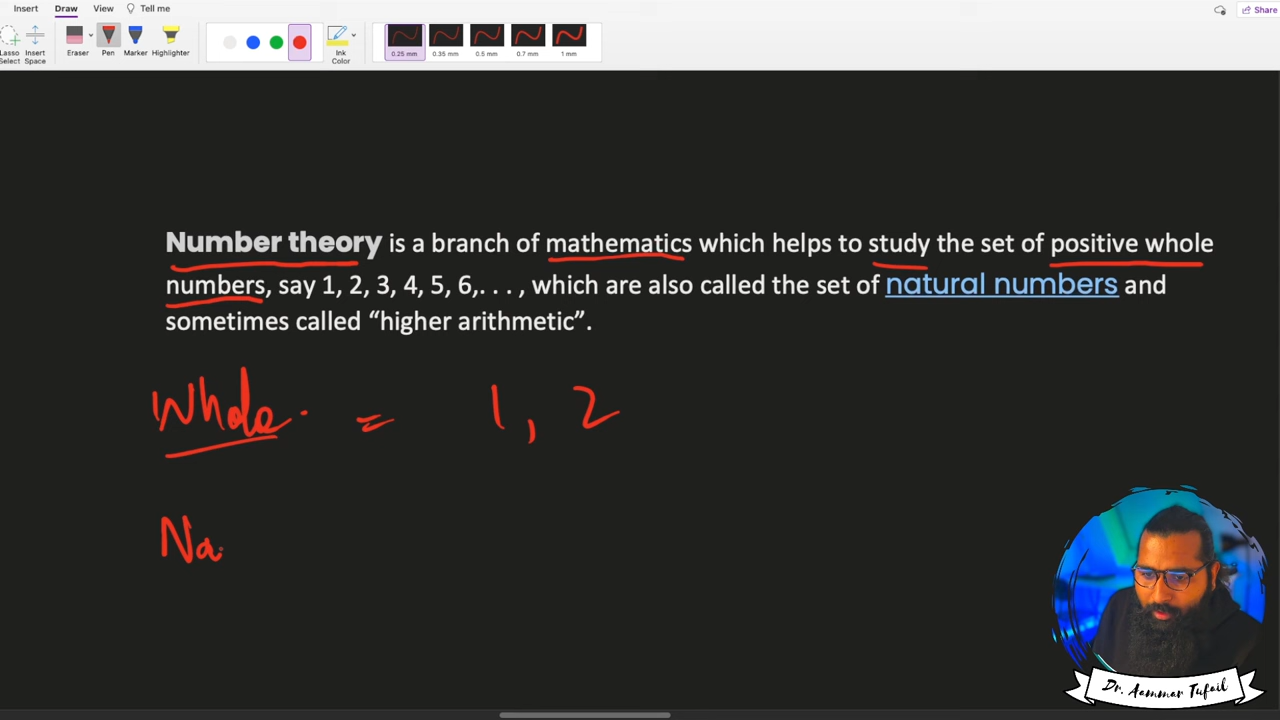 Insert Draw View Tell me Share
Eraser Pen Marker Highlighter
Lasso Select Insert Space Ink Color
0.25 mm 0.35 mm 0.5 mm 0.7 mm 1 mm
Number theory is a branch of mathematics which helps to study the set of positive whole
numbers, say 1, 2, 3, 4, 5, 6,. . . , which are also called the set of natural numbers and
sometimes called “higher arithmetic”.
Whole = 1, 2
Na
Dr. Aammar Tufail